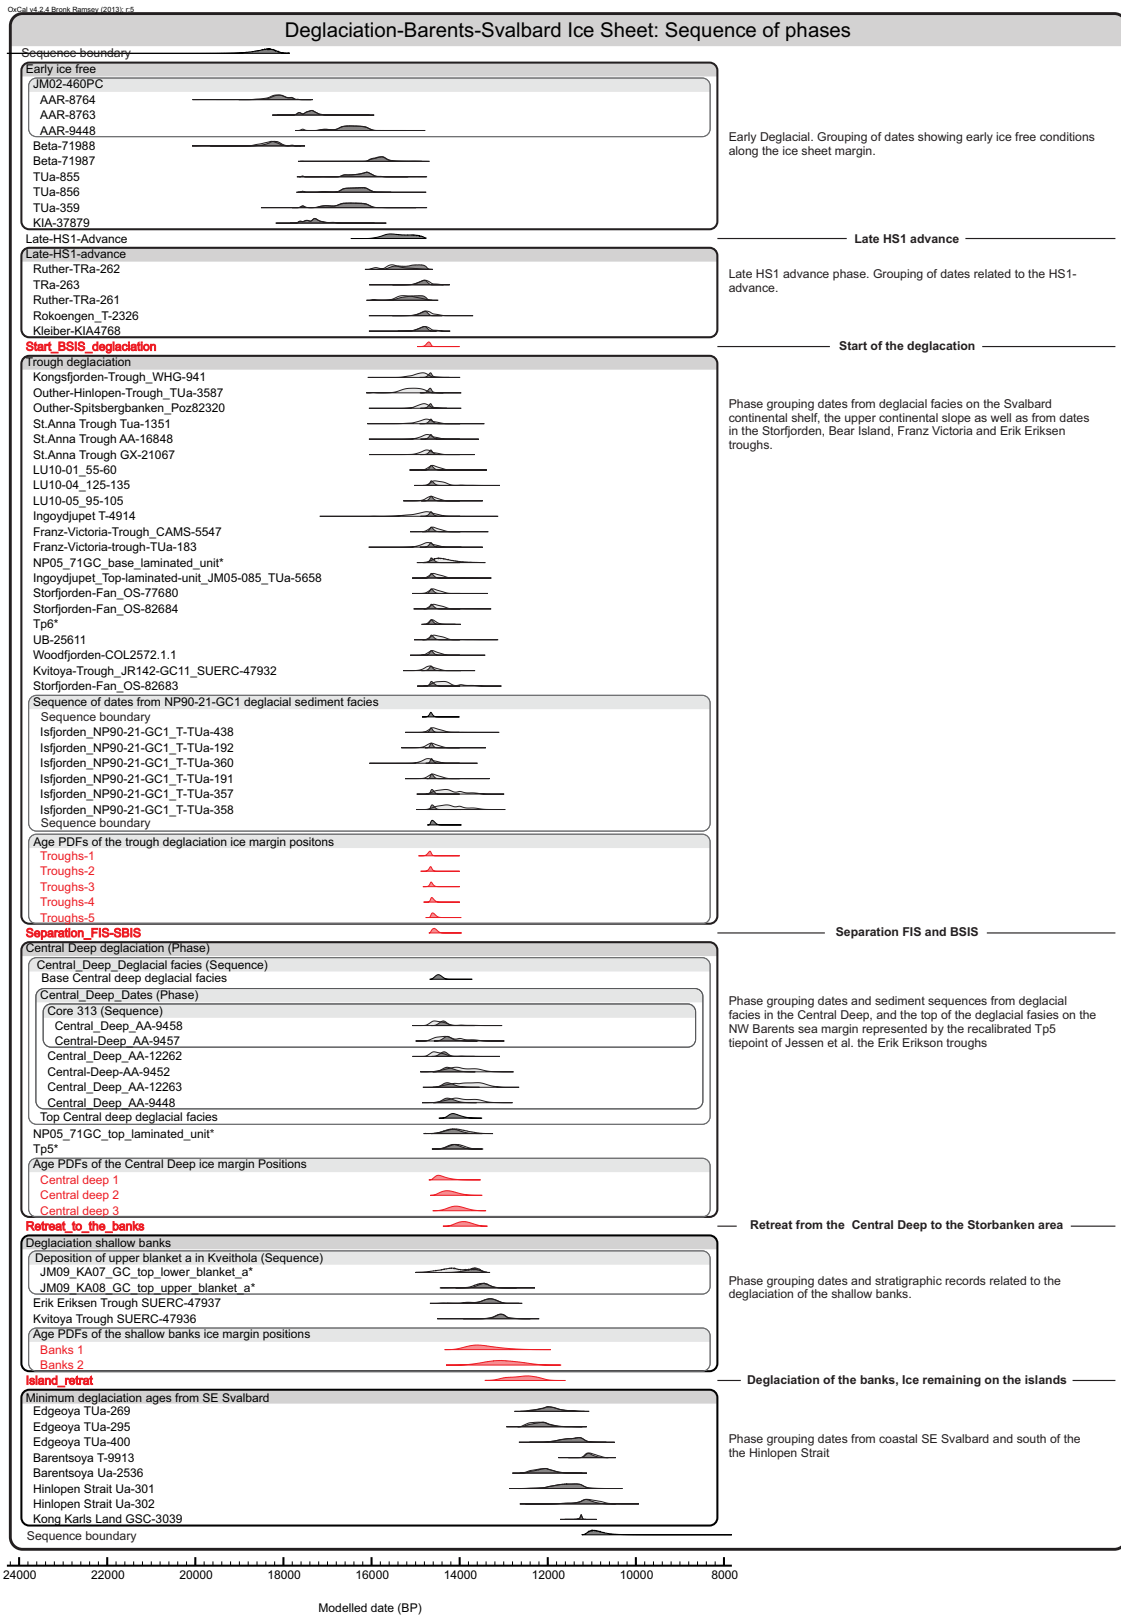 OxCal v4.2.4 Bronk Ramsey (2013); r:5
Deglaciation-Barents-Svalbard Ice Sheet: Sequence of phases
Sequence boundary
Early ice free
JM02-460PC
AAR-8764
AAR-8763
AAR-9448
Beta-71988
Beta-71987
TUa-855
TUa-856
TUa-359
KIA-37879
Early Deglacial. Grouping of dates showing early ice free conditions
along the ice sheet margin.
Late-HS1-Advance
Late HS1 advance
Late-HS1-advance
Ruther-TRa-262
TRa-263
Ruther-TRa-261
Rokoengen_T-2326
Kleiber-KIA4768
Late HS1 advance phase. Grouping of dates related to the HS1-
advance.
Start_BSIS_deglaciation
Start of the deglacation
Trough deglaciation
Kongsfjorden-Trough_WHG-941
Outher-Hinlopen-Trough_TUa-3587
Outher-Spitsbergbanken_Poz82320
St.Anna Trough Tua-1351
St.Anna Trough AA-16848
St.Anna Trough GX-21067
LU10-01_55-60
LU10-04_125-135
LU10-05_95-105
Ingoydjupet T-4914
Franz-Victoria-Trough_CAMS-5547
Franz-Victoria-trough-TUa-183
NP05_71GC_base_laminated_unit*
Ingoydjupet_Top-laminated-unit_JM05-085_TUa-5658
Storfjorden-Fan_OS-77680
Storfjorden-Fan_OS-82684
Tp6*
UB-25611
Woodfjorden-COL2572.1.1
Kvitoya-Trough_JR142-GC11_SUERC-47932
Storfjorden-Fan_OS-82683
Phase grouping dates from deglacial facies on the Svalbard
continental shelf, the upper continental slope as well as from dates
in the Storfjorden, Bear Island, Franz Victoria and Erik Eriksen
troughs.
Sequence of dates from NP90-21-GC1 deglacial sediment facies
Sequence boundary
Isfjorden_NP90-21-GC1_T-TUa-438
Isfjorden_NP90-21-GC1_T-TUa-192
Isfjorden_NP90-21-GC1_T-TUa-360
Isfjorden_NP90-21-GC1_T-TUa-191
Isfjorden_NP90-21-GC1_T-TUa-357
Isfjorden_NP90-21-GC1_T-TUa-358
Sequence boundary
Age PDFs of the trough deglaciation ice margin positons
Troughs-1
Troughs-2
Troughs-3
Troughs-4
Troughs-5
Separation_FIS-SBIS
Separation FIS and BSIS
Central Deep deglaciation (Phase)
Central_Deep_Deglacial facies (Sequence)
Base Central deep deglacial facies
Central_Deep_Dates (Phase)
Core 313 (Sequence)
Central_Deep_AA-9458
Central-Deep_AA-9457
Central_Deep_AA-12262
Central-Deep-AA-9452
Central_Deep_AA-12263
Central_Deep_AA-9448
Top Central deep deglacial facies
NP05_71GC_top_laminated_unit*
Tp5*
Phase grouping dates and sediment sequences from deglacial
facies in the Central Deep, and the top of the deglacial fasies on the
NW Barents sea margin represented by the recalibrated Tp5
tiepoint of Jessen et al. the Erik Erikson troughs
Age PDFs of the Central Deep ice margin Positions
Central deep 1
Central deep 2
Central deep 3
Retreat_to_the_banks
Retreat from the Central Deep to the Storbanken area
Deglaciation shallow banks
Deposition of upper blanket a in Kveithola (Sequence)
JM09_KA07_GC_top_lower_blanket_a*
JM09_KA08_GC_top_upper_blanket_a*
Erik Eriksen Trough SUERC-47937
Kvitoya Trough SUERC-47936
Phase grouping dates and stratigraphic records related to the
deglaciation of the shallow banks.
Age PDFs of the shallow banks ice margin positions
Banks 1
Banks 2
Island_retrat
Deglaciation of the banks, Ice remaining on the islands
Minimum deglaciation ages from SE Svalbard
Edgeoya TUa-269
Edgeoya TUa-295
Edgeoya TUa-400
Barentsoya T-9913
Barentsoya Ua-2536
Hinlopen Strait Ua-301
Hinlopen Strait Ua-302
Kong Karls Land GSC-3039
Phase grouping dates from coastal SE Svalbard and south of the
the Hinlopen Strait
Sequence boundary
24000 22000 20000 18000 16000 14000 12000 10000 8000
Modelled date (BP)